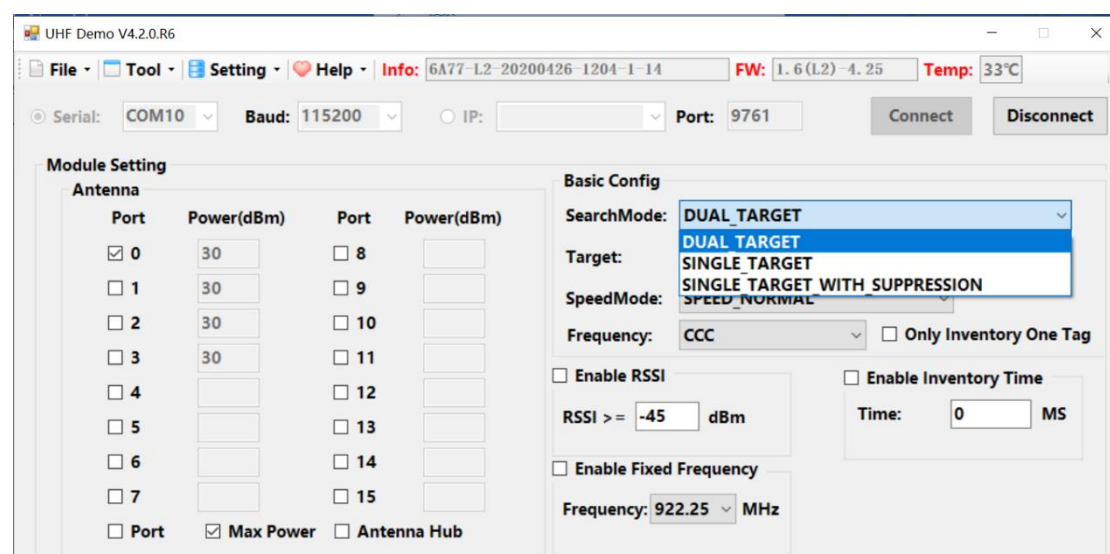 UHF Demo V4.2.0.R6
File Tool Setting Help Info: 6A77-L2-20200426-1204-1-14 FW: 1.6(L2)-4.25 Temp: 33℃
Serial: COM10 Baud: 115200 IP: Port: 9761 Connect Disconnect
Module Setting
Antenna
Port Power(dBm) Port Power(dBm)
0 30 8
1 30 9
2 30 10
3 30 11
4 12
5 13
6 14
7 15
Port Max Power Antenna Hub
Basic Config
SearchMode: DUAL_TARGET
DUAL_TARGET
Target: SINGLE_TARGET
SINGLE_TARGET_WITH_SUPPRESSION
SpeedMode: SPEED_NORMAL
Frequency: CCC Only Inventory One Tag
Enable RSSI
RSSI >= -45 dBm
Enable Inventory Time
Time: 0 MS
Enable Fixed Frequency
Frequency: 922.25 MHz